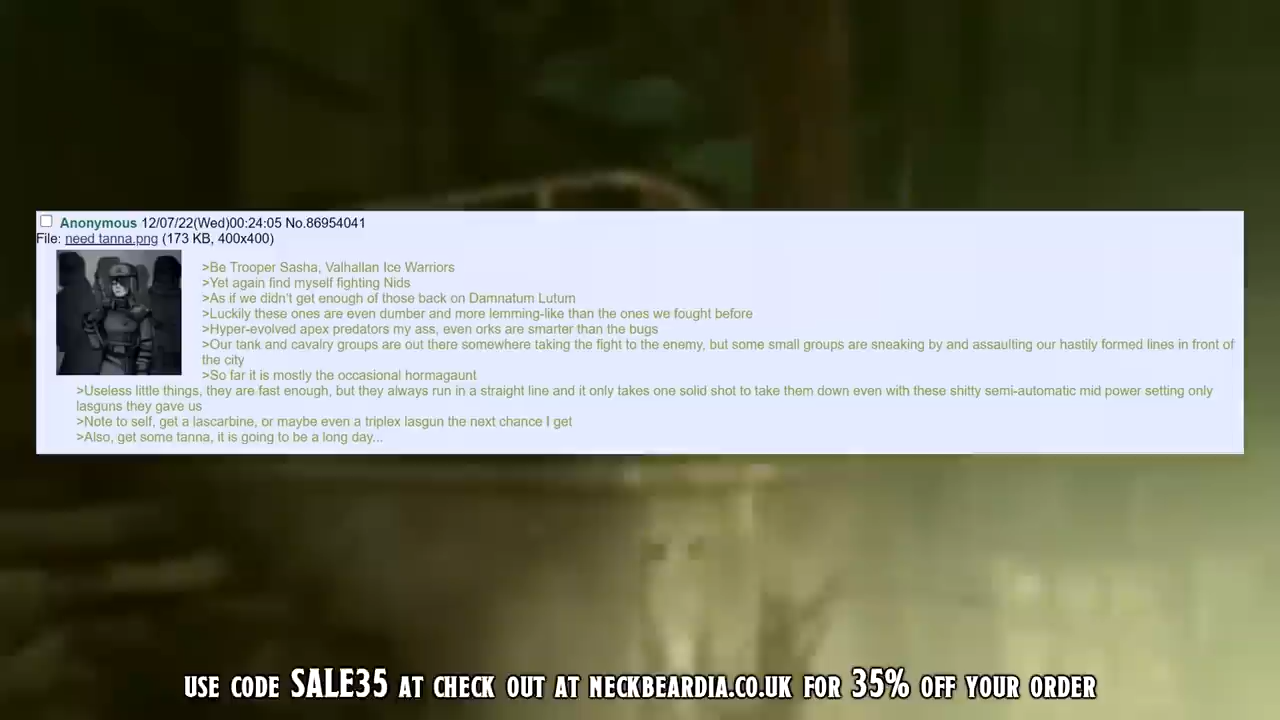 Anonymous 12/07/22(Wed)00:24:05 No.86954041
File: need tanna.png (173 KB, 400x400)
>Be Trooper Sasha, Valhallan Ice Warriors
>Yet again find myself fighting Nids
>As if we didn't get enough of those back on Damnatum Lutum
>Luckily these ones are even dumber and more lemming-like than the ones we fought before
>Hyper-evolved apex predators my ass, even orks are smarter than the bugs
>Our tank and cavalry groups are out there somewhere taking the fight to the enemy, but some small groups are sneaking by and assaulting our hastily formed lines in front of
the city
>So far it is mostly the occasional hormagaunt
>Useless little things, they are fast enough, but they always run in a straight line and it only takes one solid shot to take them down even with these shitty semi-automatic mid power setting only
lasguns they gave us
>Note to self, get a lascarbine, or maybe even a triplex lasgun the next chance I get
>Also, get some tanna, it is going to be a long day...
USE CODE SALE35 AT CHECK OUT AT NECKBEARDIA.CO.UK FOR 35% OFF YOUR ORDER